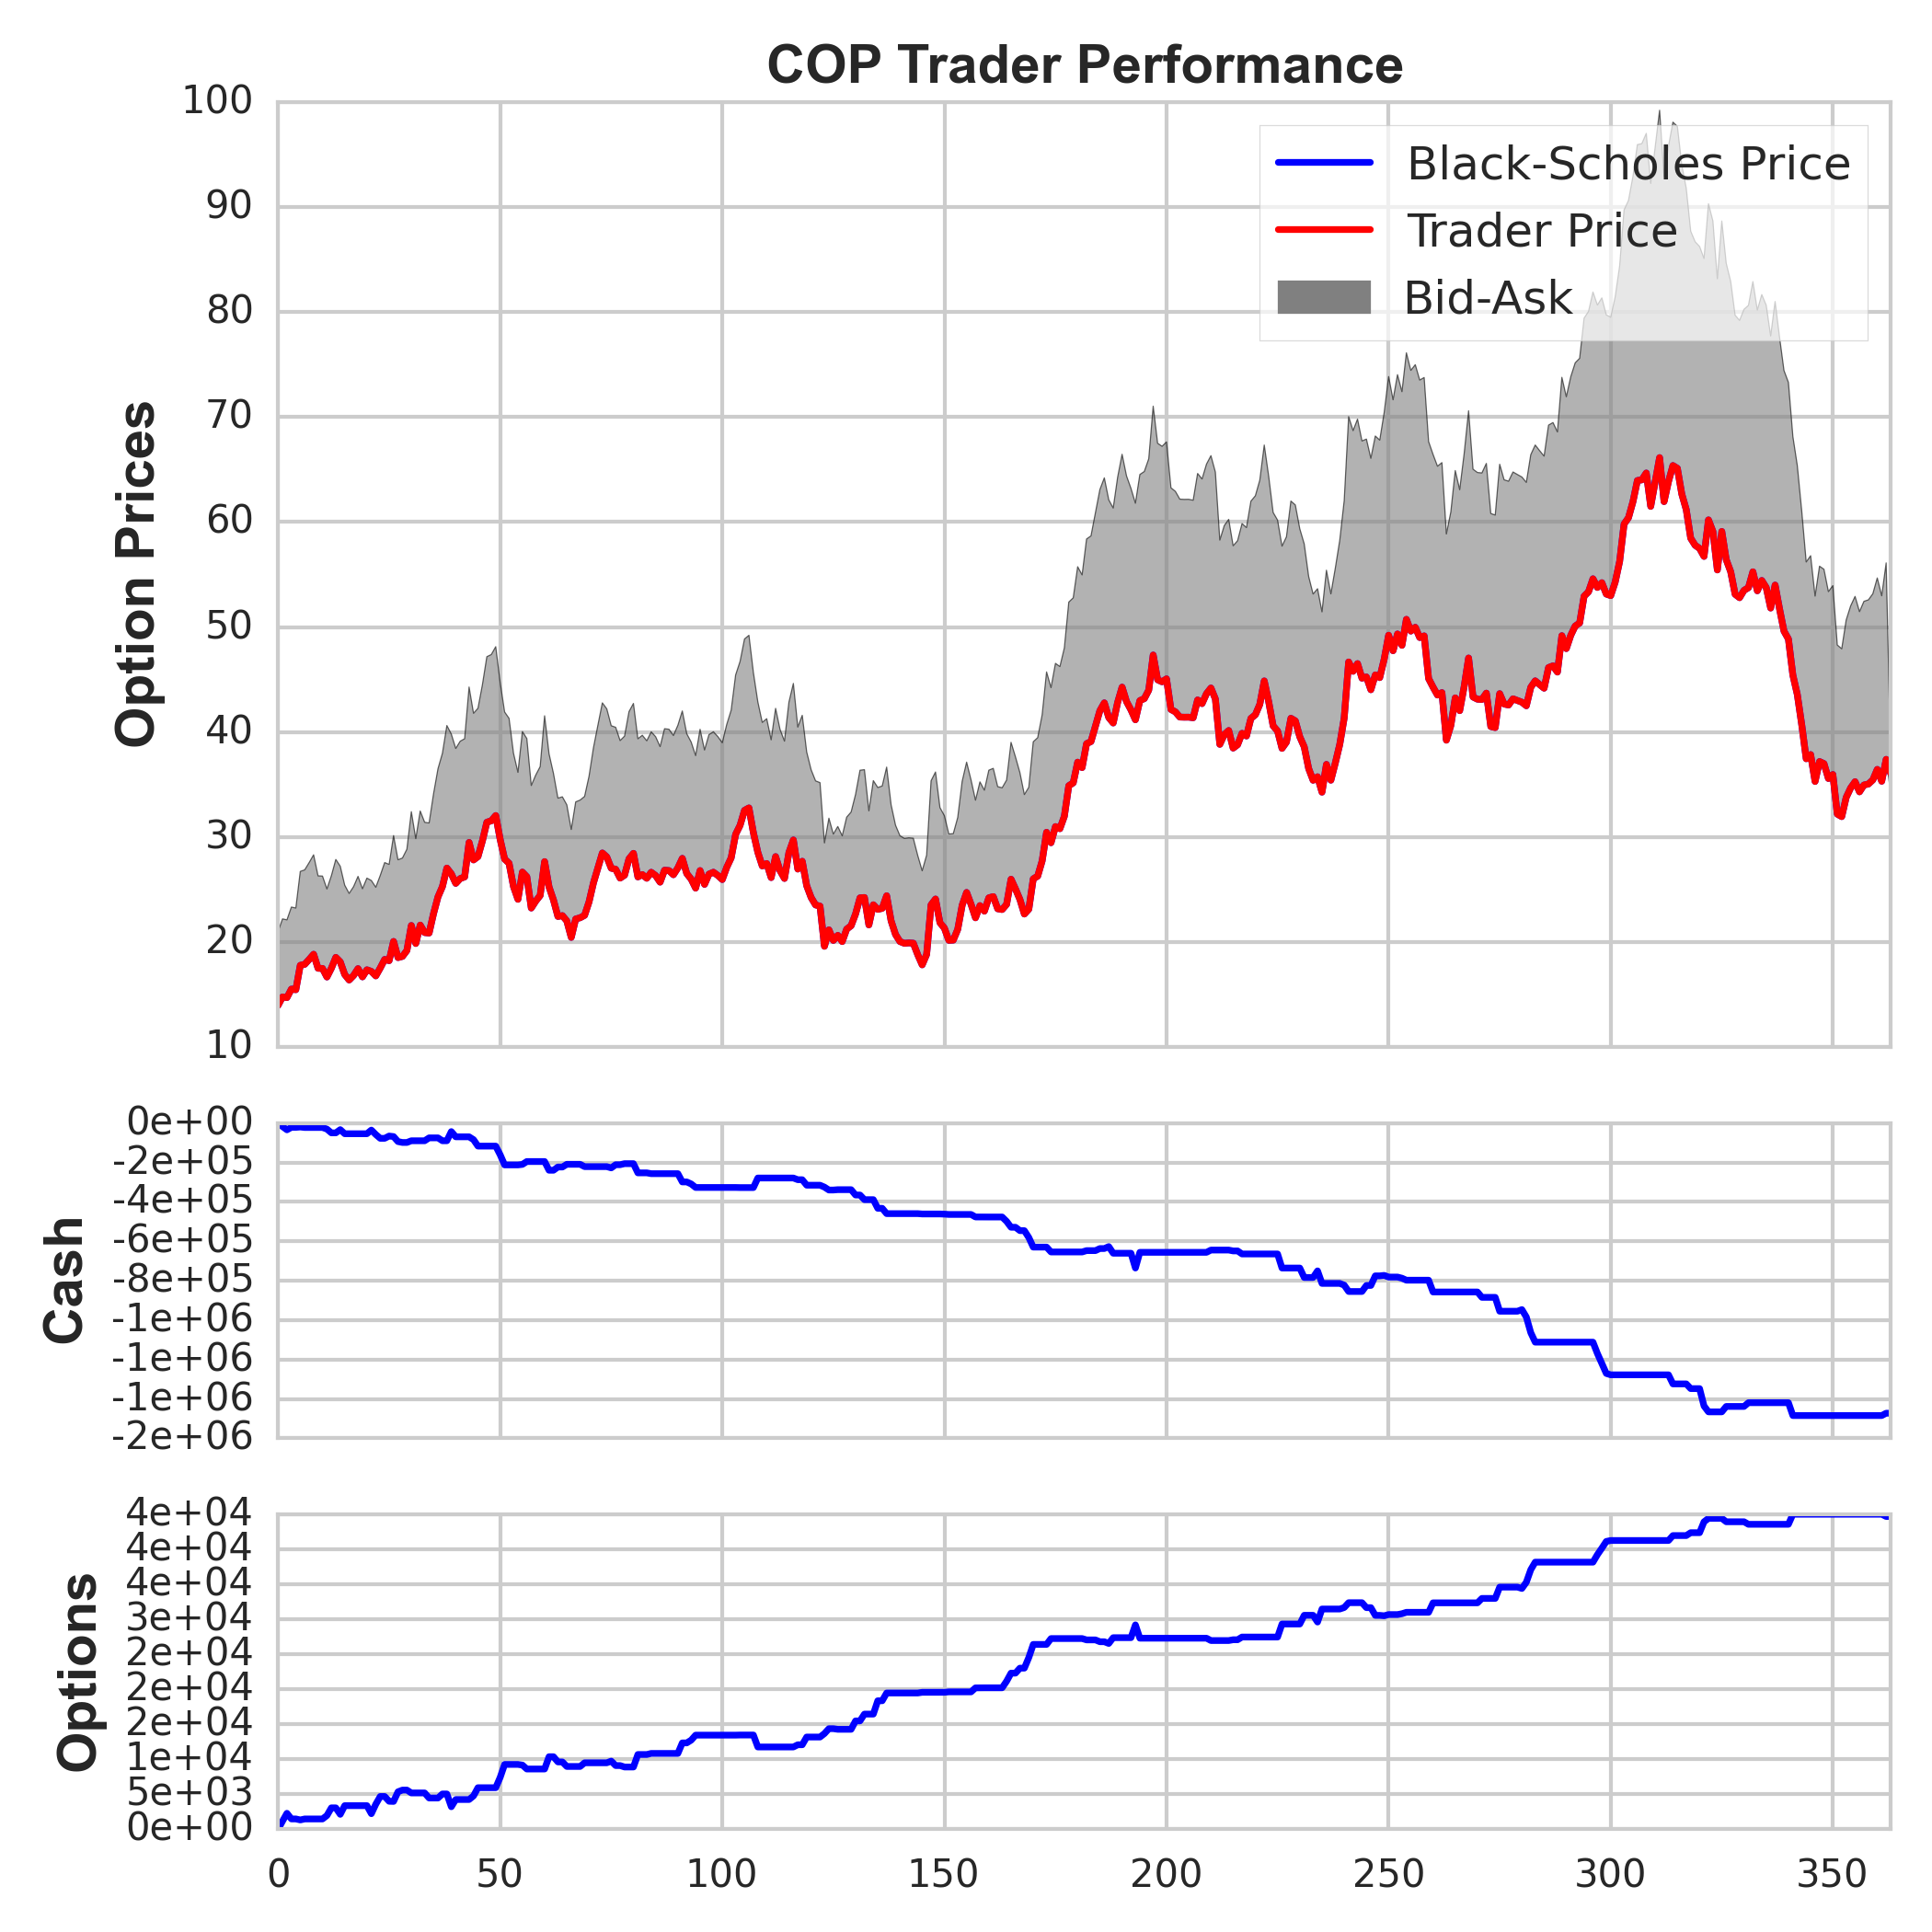 COP Trader Performance
Option Prices
100
90
80
70
60
50
40
30
20
10
Black-Scholes Price
Trader Price
Bid-Ask
Cash
0e+00
-2e+05
-4e+05
-6e+05
-8e+05
-1e+06
-1e+06
-1e+06
-2e+06
Options
4e+04
4e+04
4e+04
3e+04
2e+04
2e+04
2e+04
1e+04
5e+03
0e+00
0 50 100 150 200 250 300 350